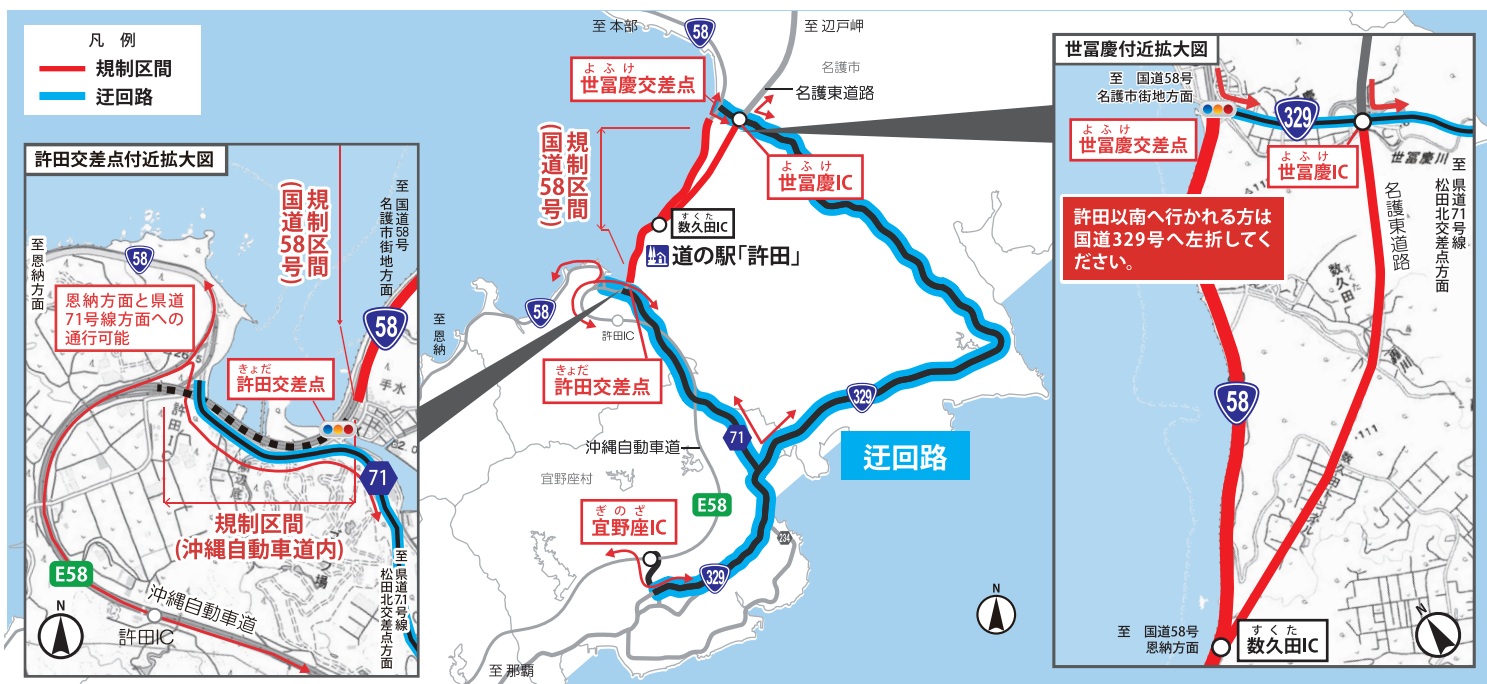 凡 例
規制区間
迂回路
許田交差点付近拡大図
至 恩納方面
58
規制区間
(国道58号)
至 国道58号
名護市街地方面
58
恩納方面と県道
71号線方面への
通行可能
きょだ
許田交差点
手水
許田IC
71
規制区間
(沖縄自動車道内)
E58
沖縄自動車道
許田IC
至 県道71号線
松田北交差点方面
N
至 本部
58
至 辺戸岬
名護市
よふけ
世冨慶交差点
名護東道路
規制区間
(国道58号)
よふけ
世冨慶IC
すくた
数久田IC
道の駅「許田」
58
至 恩納
許田IC
きょだ
許田交差点
329
71
沖縄自動車道
迂回路
宜野座村
E58
ぎのざ
宜野座IC
234
329
至 那覇
N
世冨慶付近拡大図
至 国道58号
名護市街地方面
329
よふけ
世冨慶交差点
よふけ
世冨慶IC
世冨慶川
至 県道71号線
松田北交差点方面
名護東道路
許田以南へ行かれる方は
国道329号へ左折してく
ださい。
すくた
数久田
58
111
至 国道58号
恩納方面
すくた
数久田IC
N